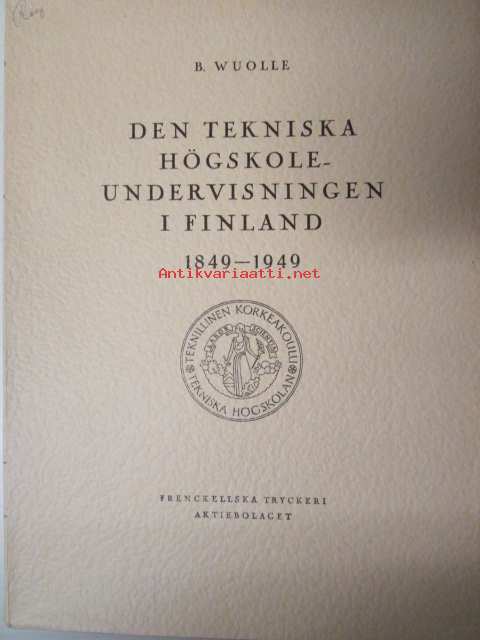 B. WUOLLE
DEN TEKNISKA
HÖGSKOLE-
UNDERVISNINGEN
I FINLAND
1849—1949
Antikvariaatti.net
TEKNILLINEN KORKEAKOULU
TEKNISKA HÖGSKOLAN
FRENCKELLSKA TRYCKERI
AKTIEBOLAGET